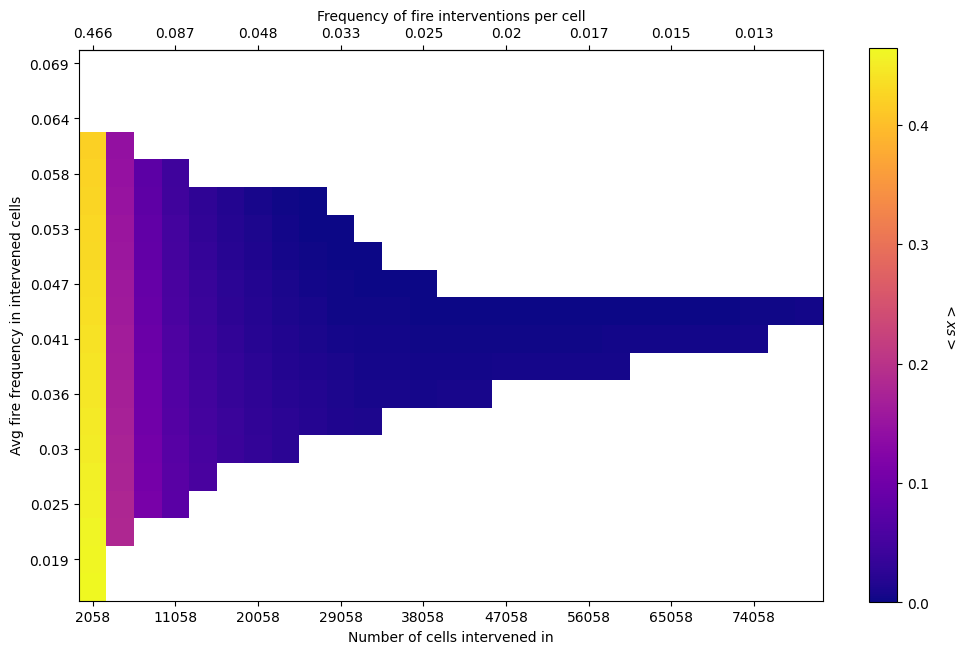 Frequency of fire interventions per cell
0.466 0.087 0.048 0.033 0.025 0.02 0.017 0.015 0.013
0.069
0.064
0.058
0.053
0.047
0.041
0.036
0.03
0.025
0.019
Avg fire frequency in intervened cells
2058 11058 20058 29058 38058 47058 56058 65058 74058
Number of cells intervened in
0.4
0.3
0.2
0.1
0.0
< sx >